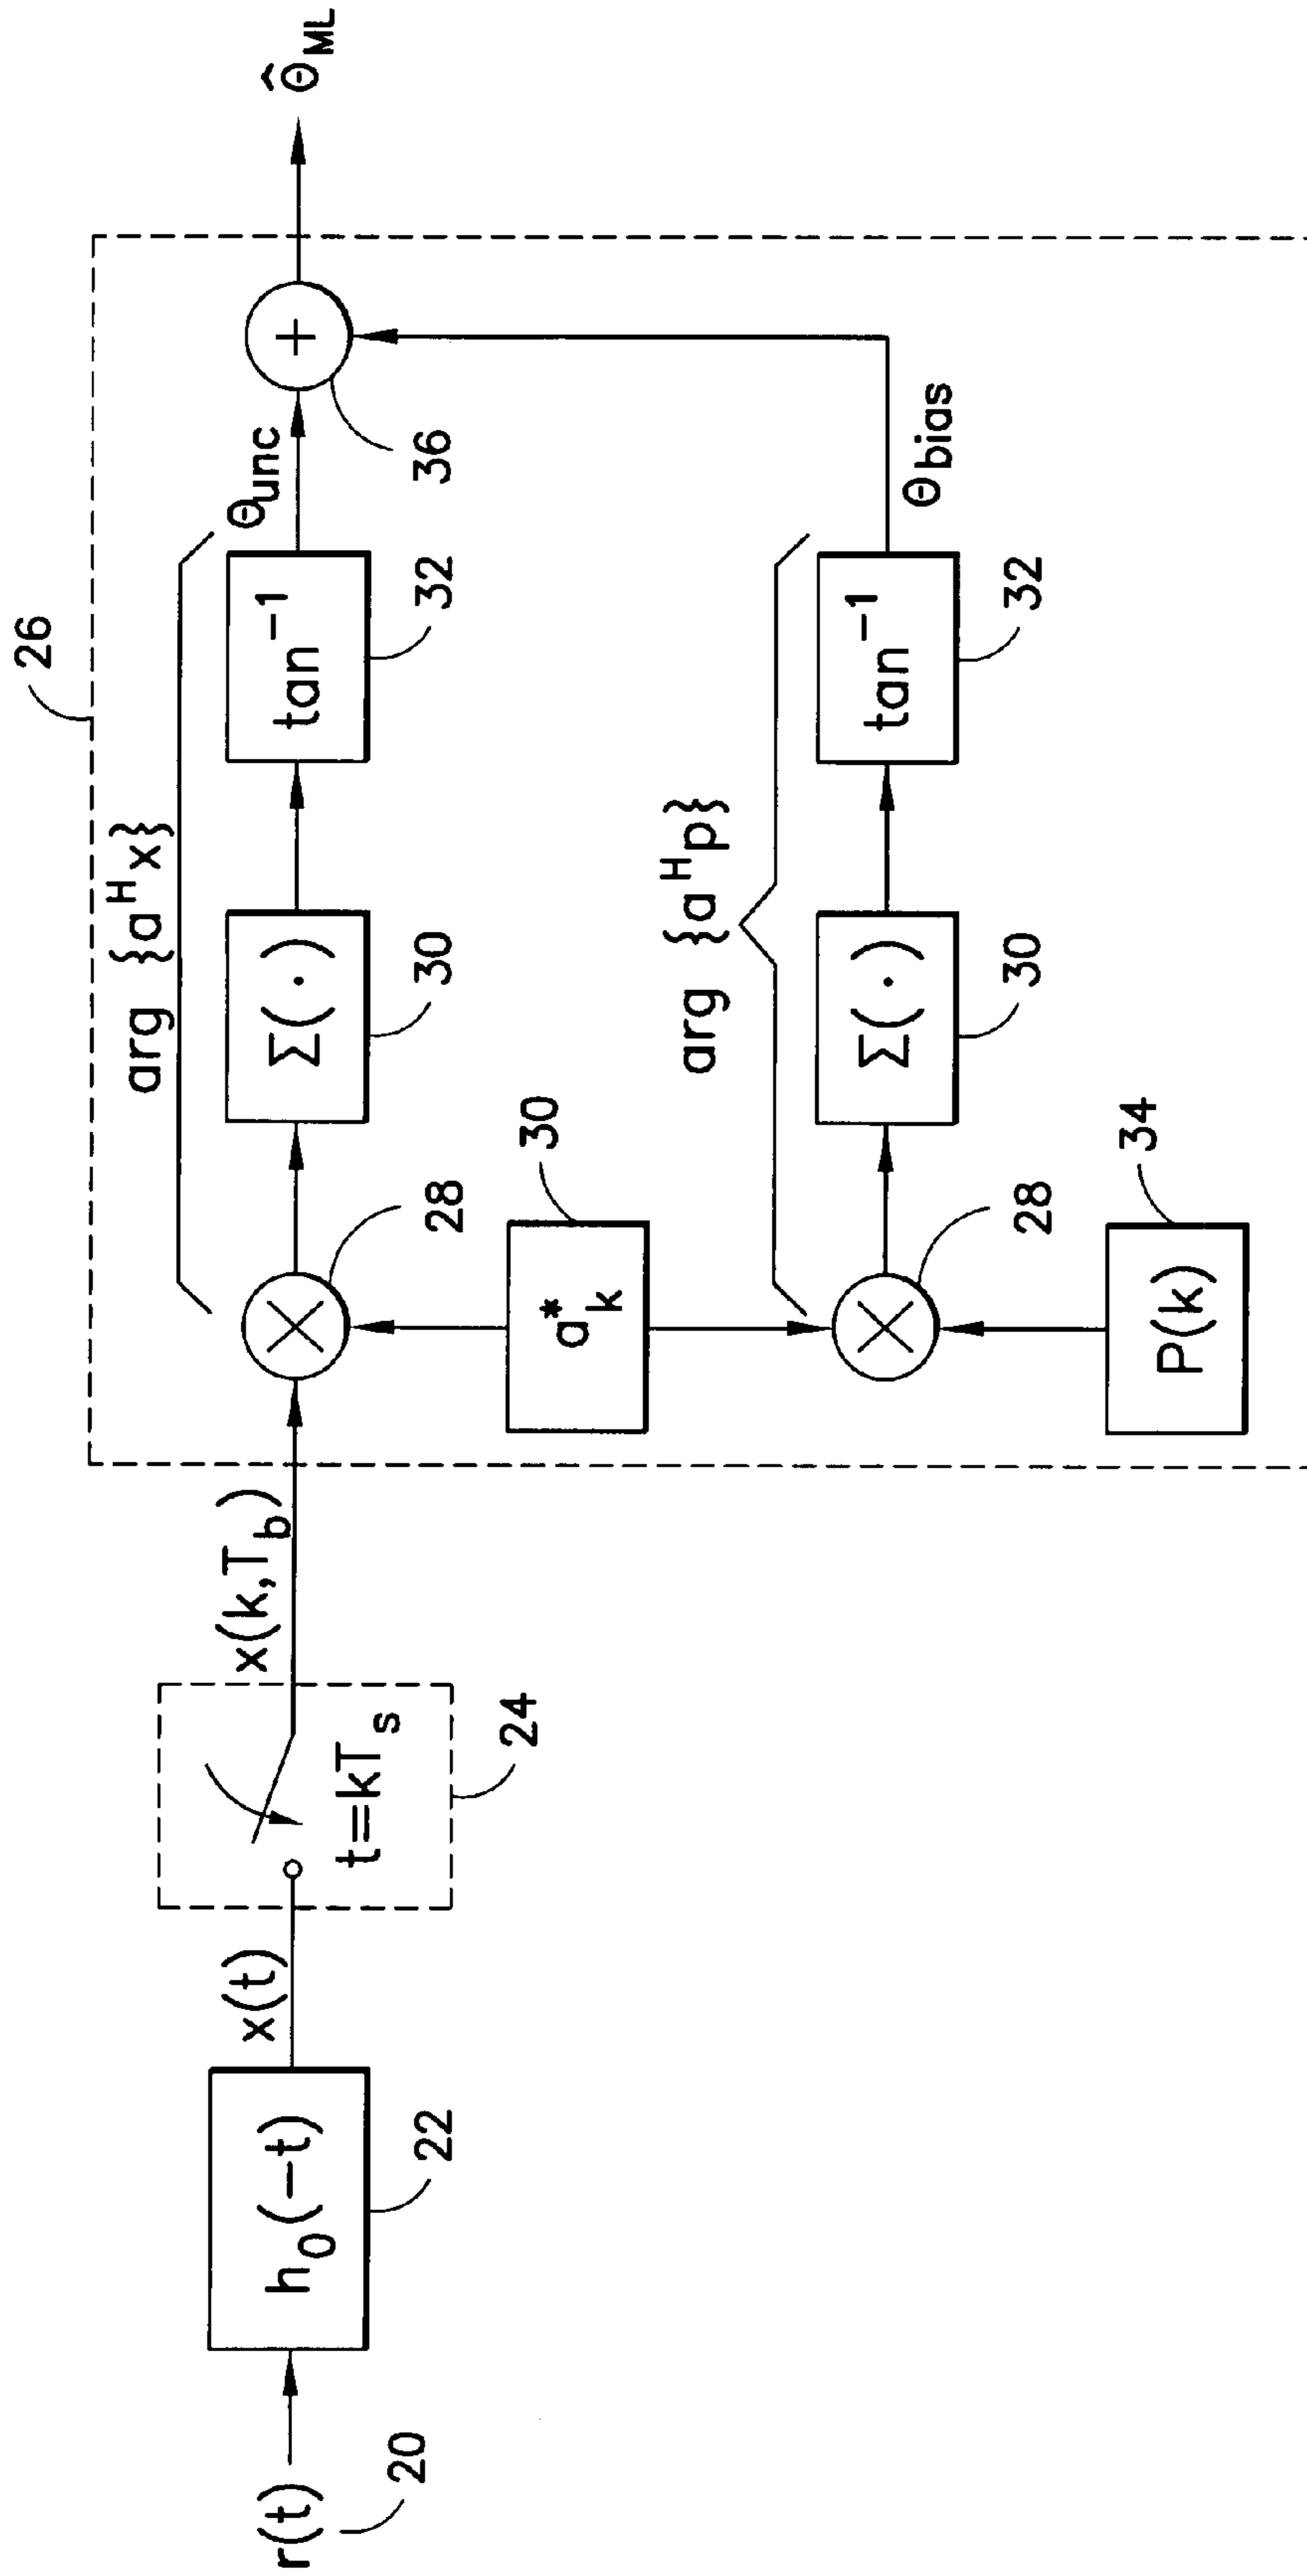 r(t)
20
h₀(-t)
22
x(t)
t=kTₛ
24
x(k,T_b)
26
28
arg {aᴴx}
Σ(·)
30
tan⁻¹
32
Θunc
+
36
Θ̂ML
a*k
30
28
P(k)
34
arg {aᴴp}
Σ(·)
30
tan⁻¹
32
Θbias